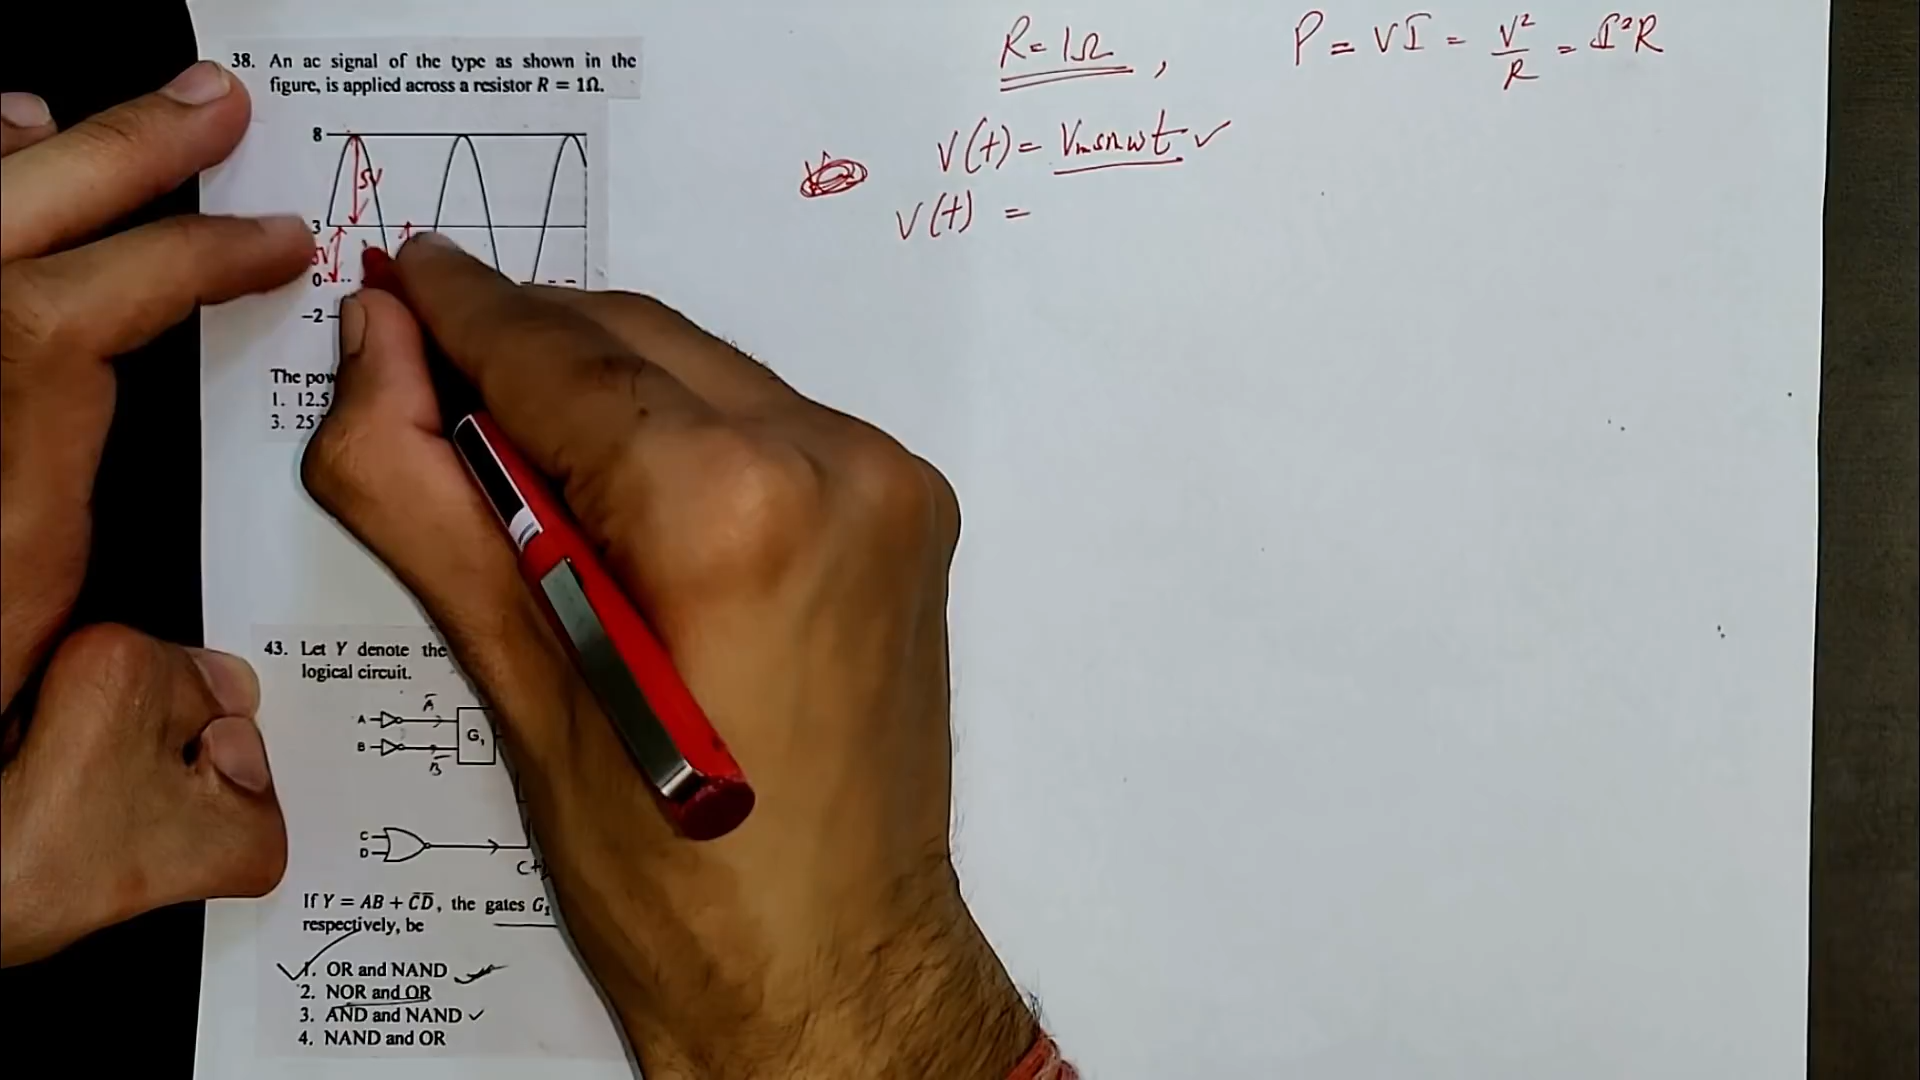 38. An ac signal of the type as shown in the
figure, is applied across a resistor R = 1Ω.
8
5V
3
0
-2
The
1. 12.5
3. 25
R = 1Ω ,
P = VI = V²/R = I²R
V(t) = Vm sin ωt ✓
V(t) =
43. Let Y denote the
logical circuit.
A
Ā
B
B̄
G₁
C
D
If Y = AB + C̄D̄, the gates G₁
respectively, be
1. OR and NAND
2. NOR and OR
3. AND and NAND ✓
4. NAND and OR